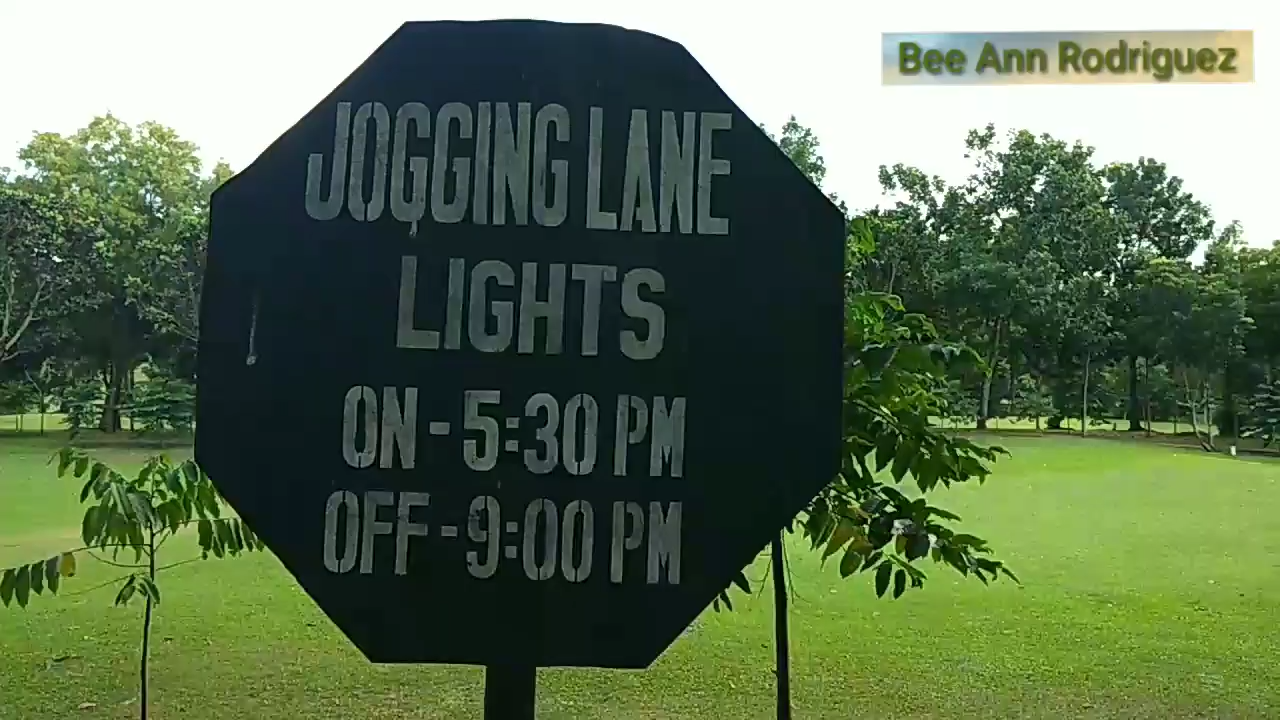 Bee Ann Rodriguez
JOGGING LANE
LIGHTS
ON - 5:30 PM
OFF - 9:00 PM